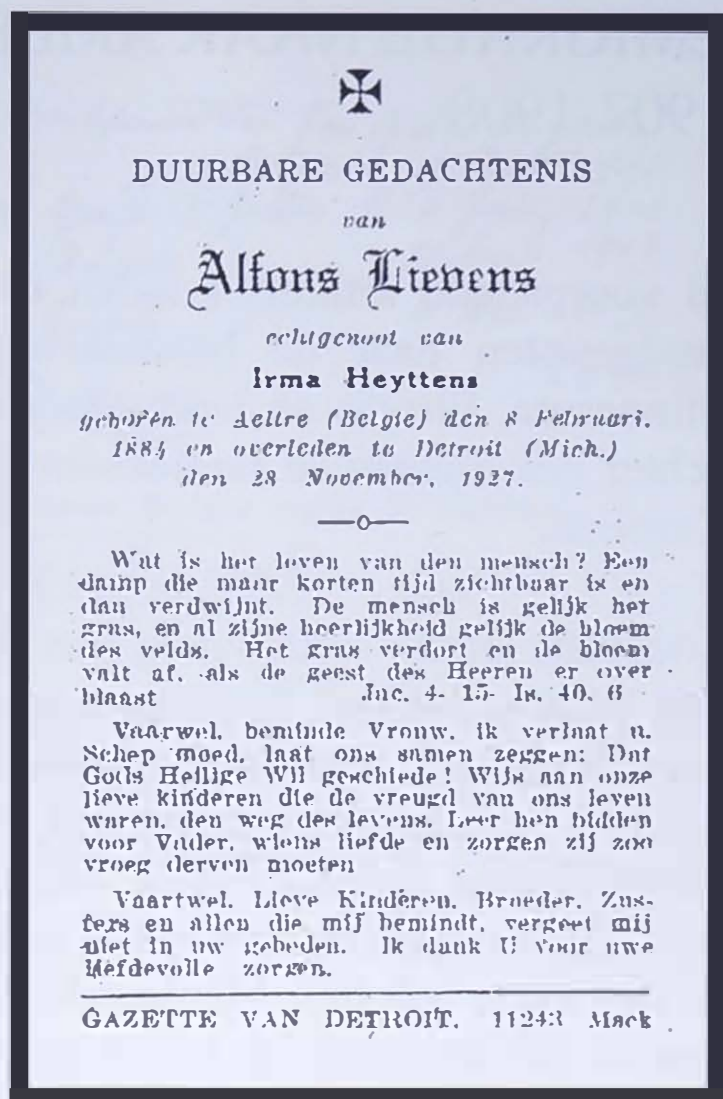 DUURBARE GEDACHTENIS
van
Alfons Lievens
echtgenoot van
Irma Heyttens
geboren te Aeltre (Belgie) den 8 Februari.
1884 en overleden te Detroit (Mich.)
den 28 November, 1927.
Wat is het leven van den mensch? Een
damp die maar korten tijd zichtbaar is en
dan verdwijnt. De mensch is gelijk het
gras, en al zijne heerlijkheid gelijk de bloem
des velds. Het gras verdort en de bloem
valt af, als de geest des Heeren er over
blaast Jac. 4- 15- Is. 40. 6
Vaarwel, beminde Vrouw, ik verlaat u.
Schep moed, laat ons samen zeggen: Dat
Gods Heilige Wil geschiede! Wijs aan onze
lieve kinderen die de vreugd van ons leven
waren, den weg des levens. Leer hen bidden
voor Vader, wiens liefde en zorgen zij zoo
vroeg derven moeten
Vaartwel, Lieve Kinderen, Broeder, Zus-
ters en allen die mij bemindt, vergeet mij
niet in uw gebeden. Ik dank U voor uwe
liefdevolle zorgen.
GAZETTE VAN DETROIT, 11243 Mack